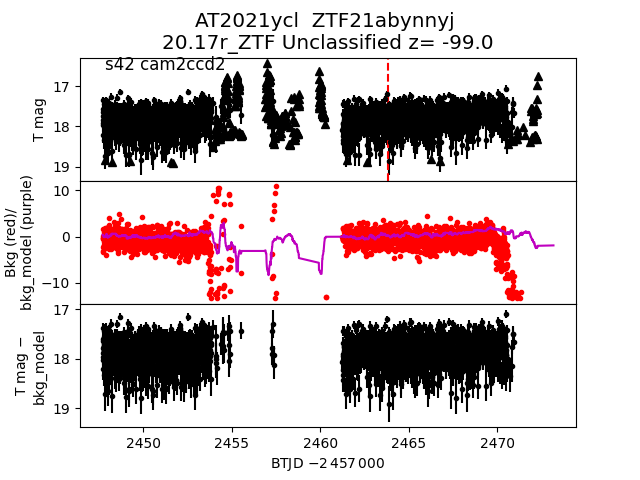 AT2021ycl  ZTF21abynnyj
20.17r_ZTF Unclassified z= -99.0
s42 cam2ccd2
T mag
17
18
19
Bkg (red)/
bkg_model (purple)
10
0
−10
T mag −
bkg_model
17
18
19
2450 2455 2460 2465 2470
BTJD −2 457 000